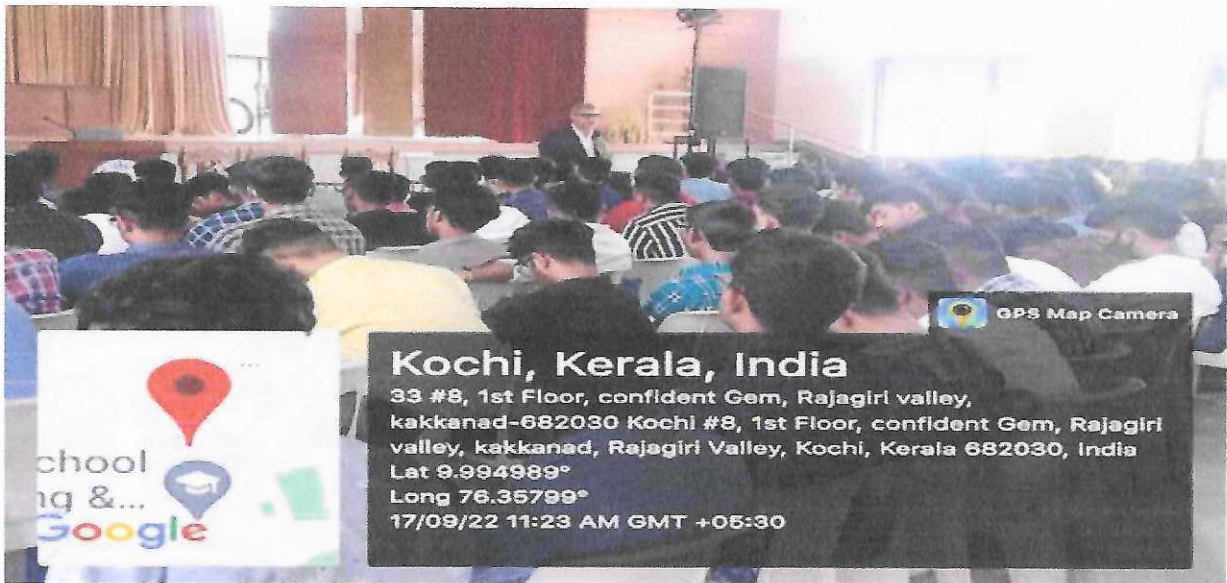 GPS Map Camera
Kochi, Kerala, India
33 #8, 1st Floor, confident Gem, Rajagiri valley,
kakkanad-682030 Kochi #8, 1st Floor, confident Gem, Rajagiri
valley, kakkanad, Rajagiri Valley, Kochi, Kerala 682030, India
Lat 9.994989°
Long 76.35799°
17/09/22 11:23 AM GMT +05:30
chool
ng &...
Google